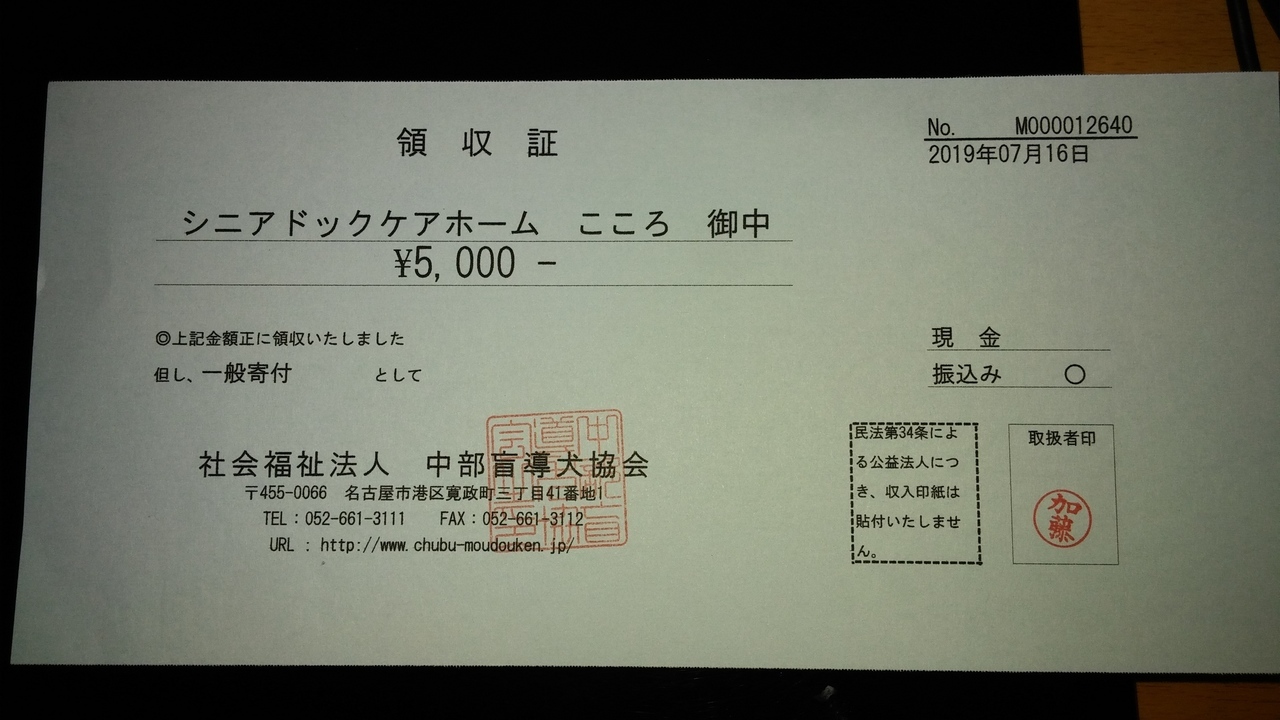 領 収 証
No. M000012640
2019年07月16日
シニアドックケアホーム こころ 御中
¥5,000 −
◎上記金額正に領収いたしました
但し、一般寄付 として
現 金
振込み ○
社会福祉法人 中部盲導犬協会
〒455-0066 名古屋市港区寛政町三丁目41番地1
TEL：052-661-3111 FAX：052-661-3112
URL : http://www.chubu-moudouken.jp/
民法第34条によ
る公益法人につ
き、収入印紙は
貼付いたしませ
ん。
取扱者印
加藤